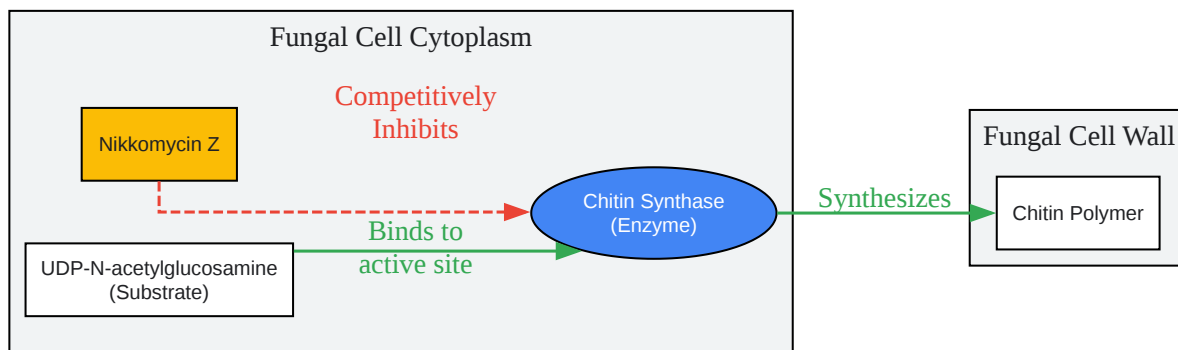 Fungal Cell Cytoplasm
Competitively
Inhibits
Nikkomycin Z
Chitin Synthase
(Enzyme)
Binds to
active site
UDP-N-acetylglucosamine
(Substrate)
Synthesizes
Fungal Cell Wall
Chitin Polymer